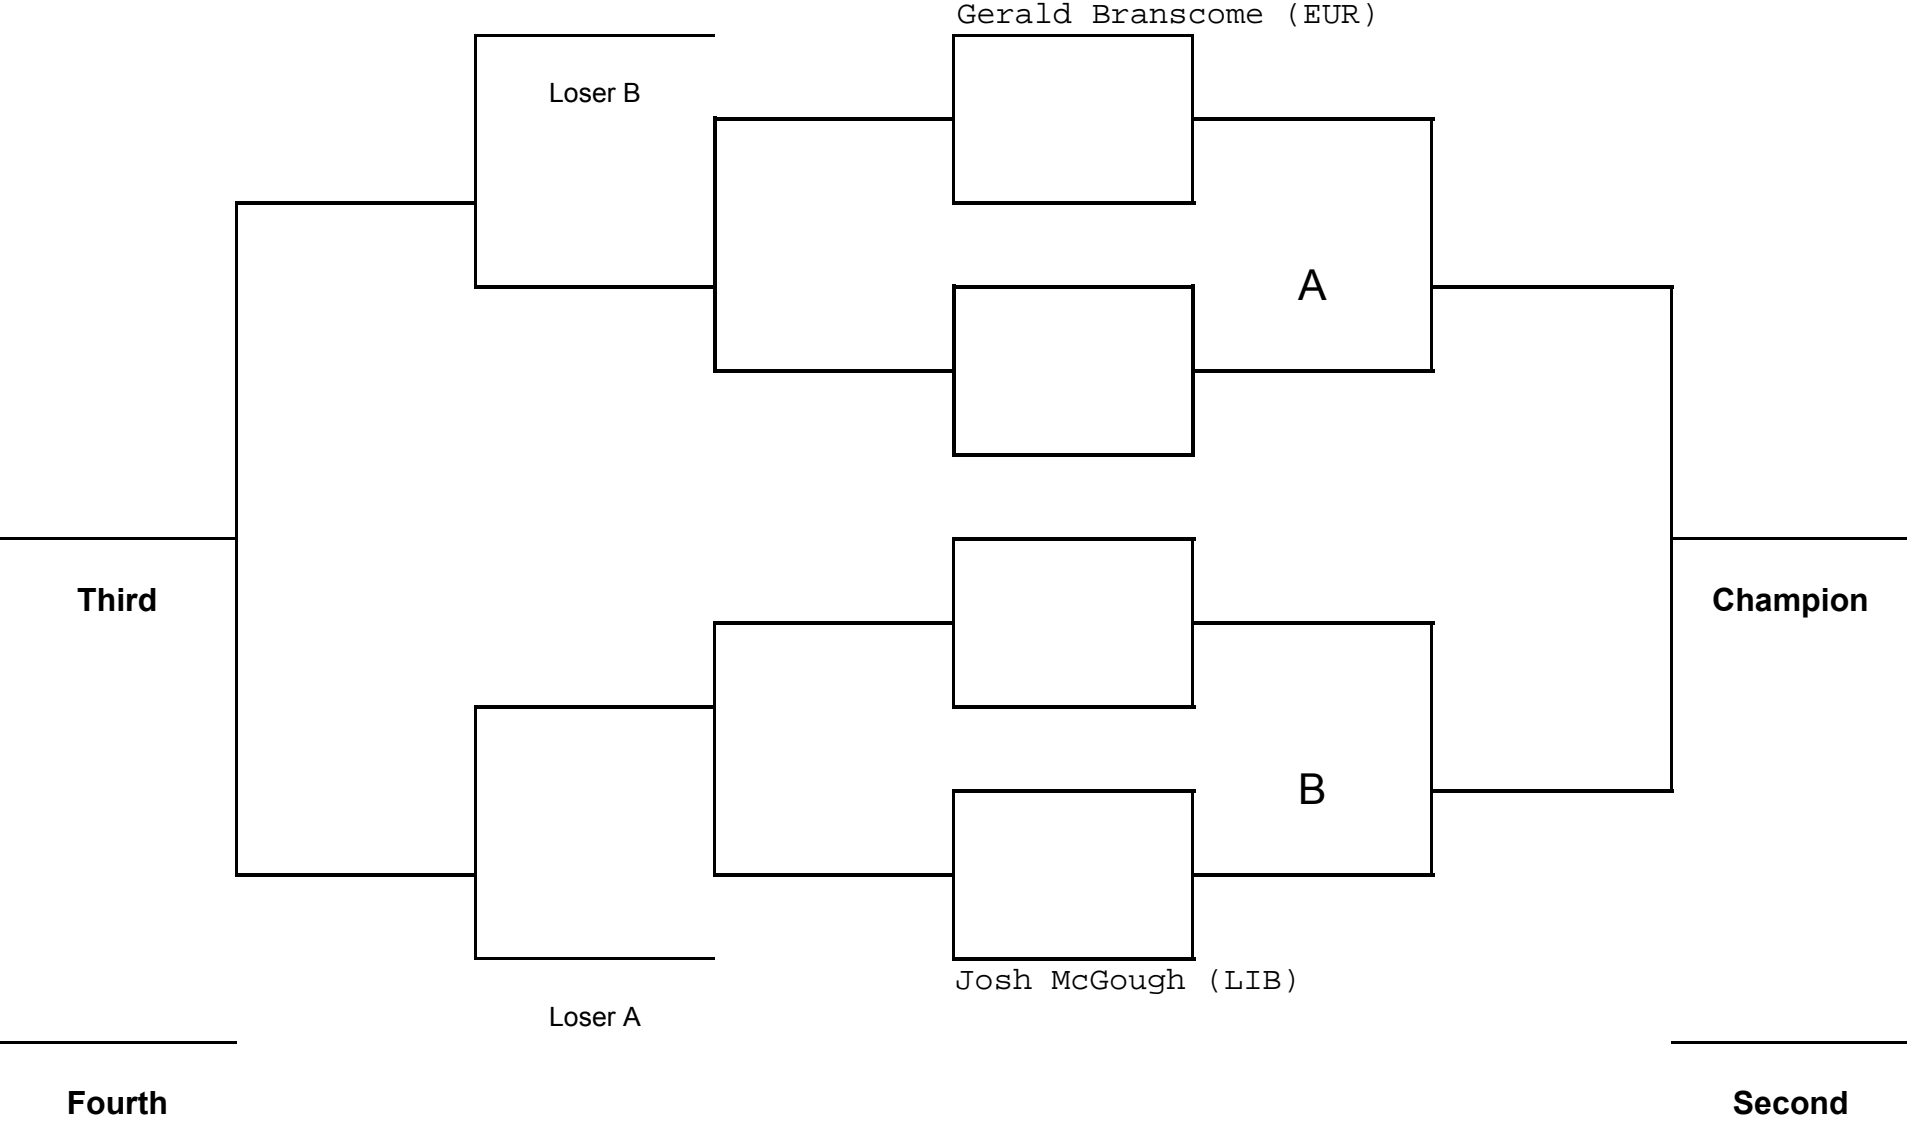 Gerald Branscome (EUR)
Loser B
A
Third
Champion
B
Josh McGough (LIB)
Loser A
Fourth
Second